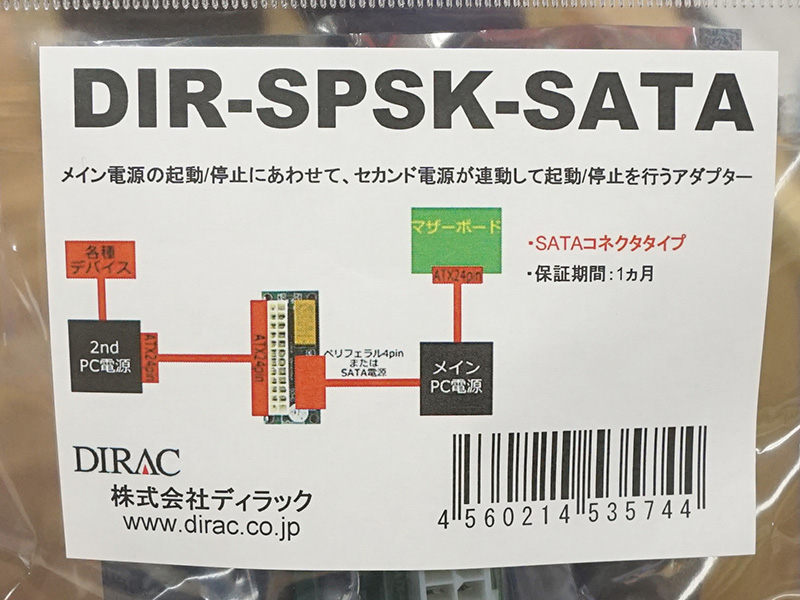 DIR-SPSK-SATA
メイン電源の起動/停止にあわせて、セカンド電源が連動して起動/停止を行うアダプター
マザーボード
ATX24pin
・SATAコネクタタイプ
・保証期間：1ヵ月
各種
デバイス
2nd
PC電源
ATX24pin
ATX24pin
ペリフェラル4pin
または
SATA電源
メイン
PC電源
DIRAC
株式会社ディラック
www.dirac.co.jp
4 560214 535744